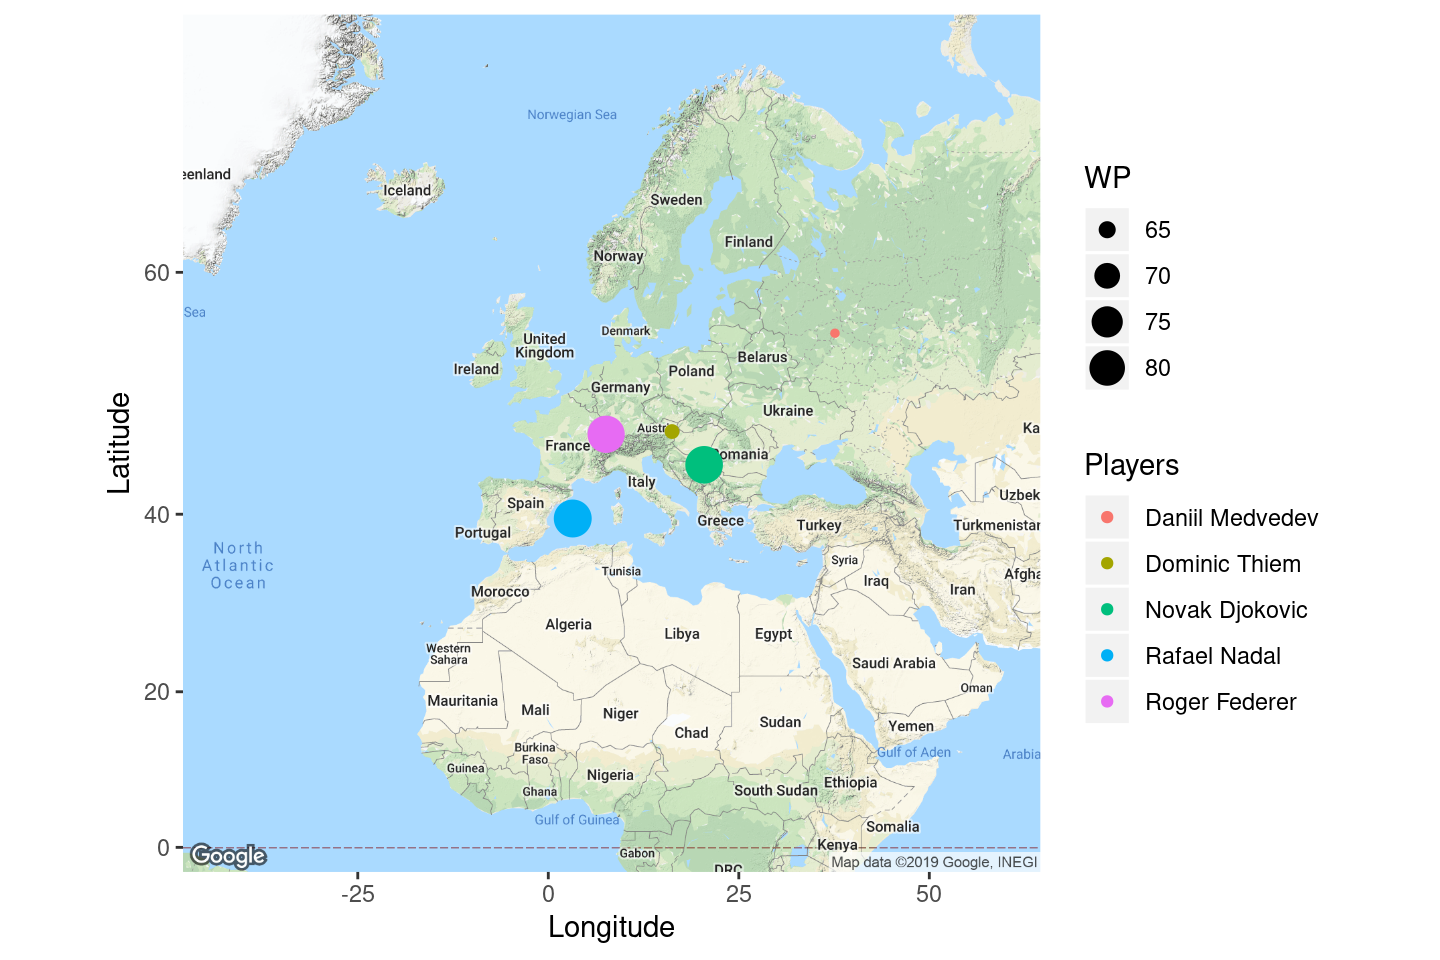 Norwegian Sea
eenland
Iceland
Sweden
Finland
Norway
60
Sea
Denmark
United
Kingdom
Ireland
Belarus
Poland
Germany
Ukraine
Ka
Austr
France
omania
Italy
Uzbek
40
Spain
Portugal
Greece
Turkey
Turkmenistar
North
Atlantic
Ocean
Syria
Tunisia
Iraq
Afgha
Iran
Morocco
Algeria
Libya
Egypt
Western
Sahara
Saudi Arabia
Oman
20
Mauritania
Mali
Niger
Chad
Sudan
Yemen
Burkina
Faso
Gulf of Aden
Arabia
Guinea
Nigeria
Ethiopia
Ghana
South Sudan
Gulf of Guinea
Somalia
0
Google
Gabon
Kenya
DRC
Map data ©2019 Google, INEGI
-25
0
25
50
Longitude
Latitude
WP
65
70
75
80
Players
Daniil Medvedev
Dominic Thiem
Novak Djokovic
Rafael Nadal
Roger Federer